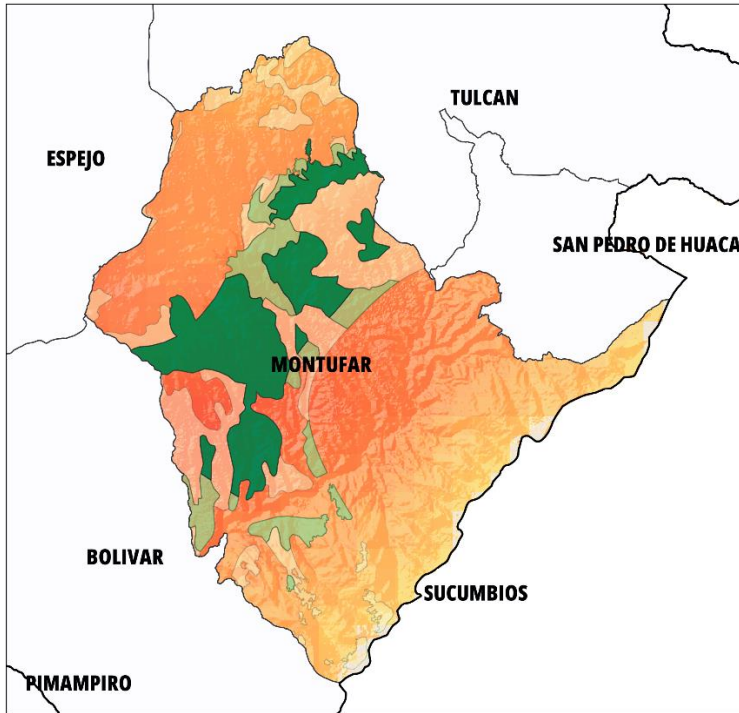 TULCAN
ESPEJO
SAN PEDRO DE HUACA
MONTUFAR
BOLIVAR
SUCUMBIOS
PIMAMPIRO